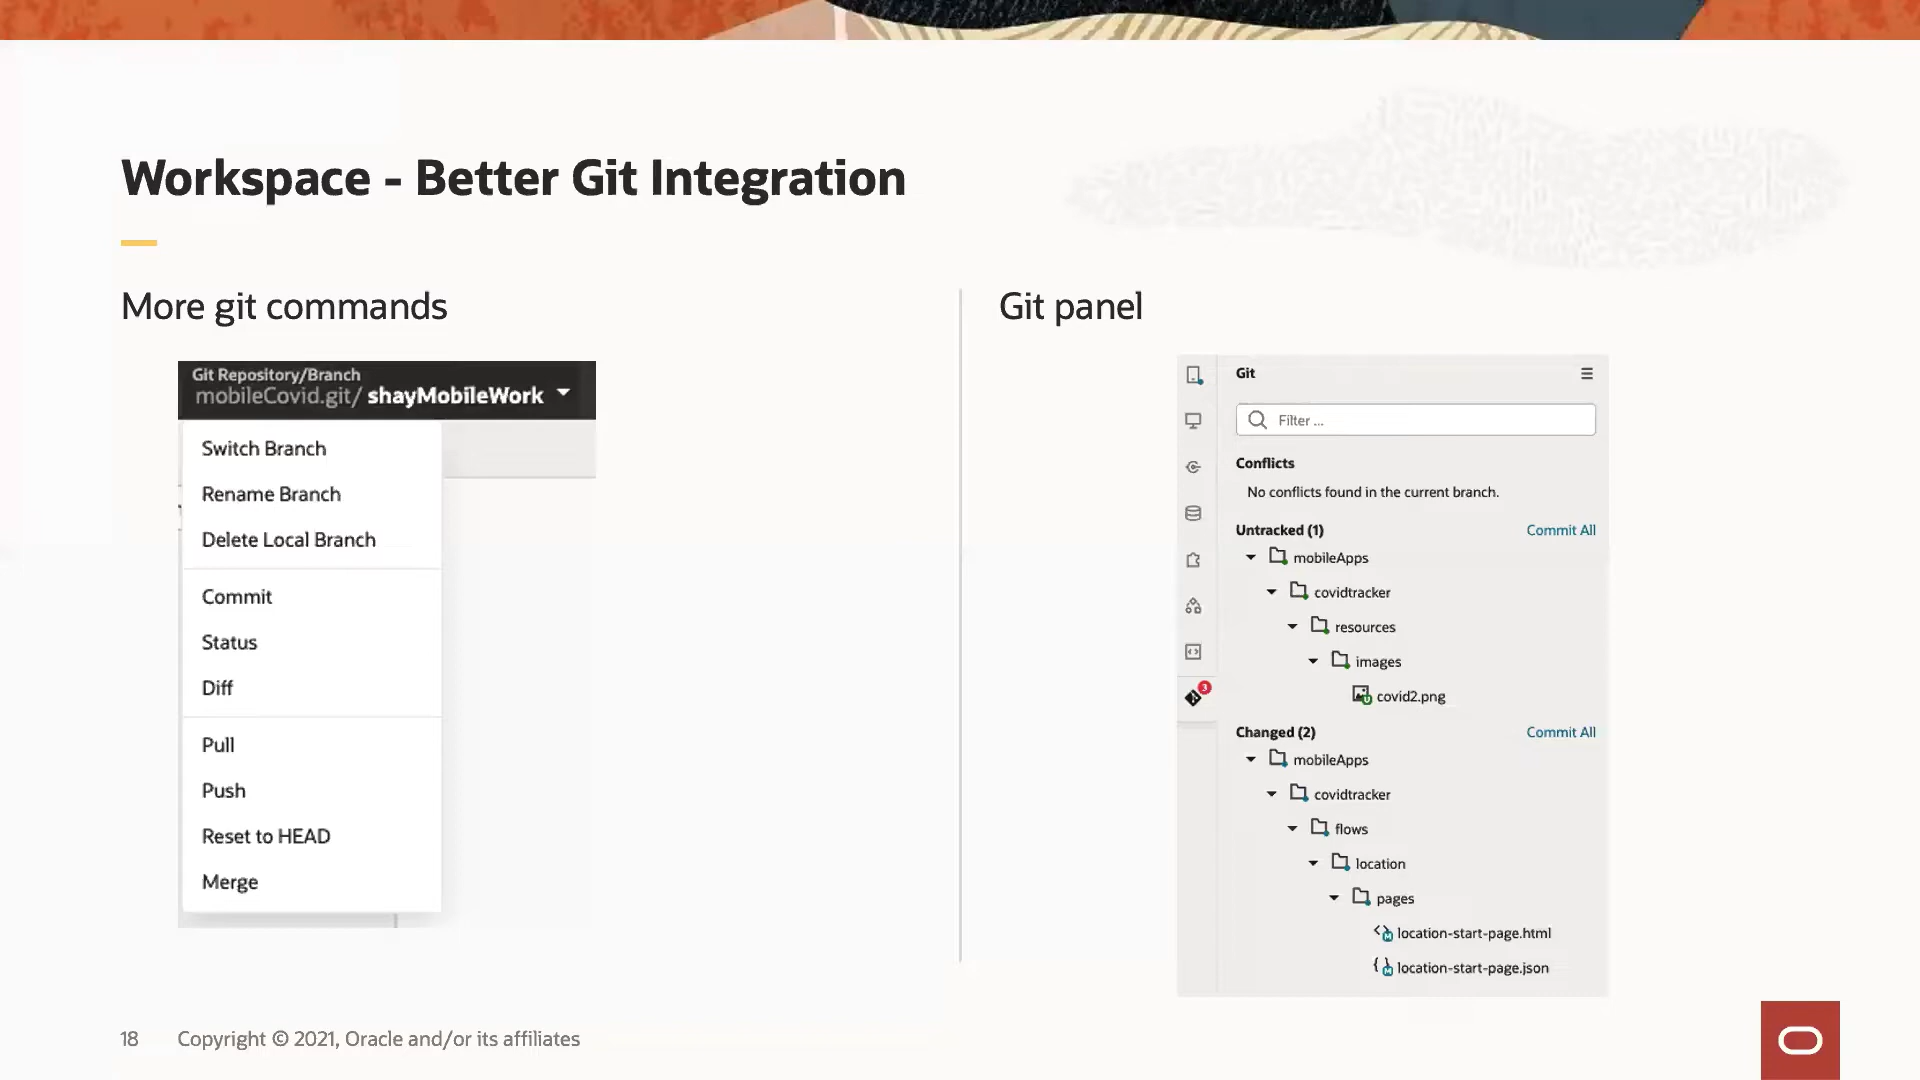 Workspace - Better Git Integration
More git commands
Git Repository/Branch
mobileCovid.git/ shayMobileWork
Switch Branch
Rename Branch
Delete Local Branch
Commit
Status
Diff
Pull
Push
Reset to HEAD
Merge
Git panel
Git
Filter ...
Conflicts
No conflicts found in the current branch.
Untracked (1) Commit All
mobileApps
covidtracker
resources
images
covid2.png
3
Changed (2) Commit All
mobileApps
covidtracker
flows
location
pages
location-start-page.html
location-start-page.json
18 Copyright © 2021, Oracle and/or its affiliates